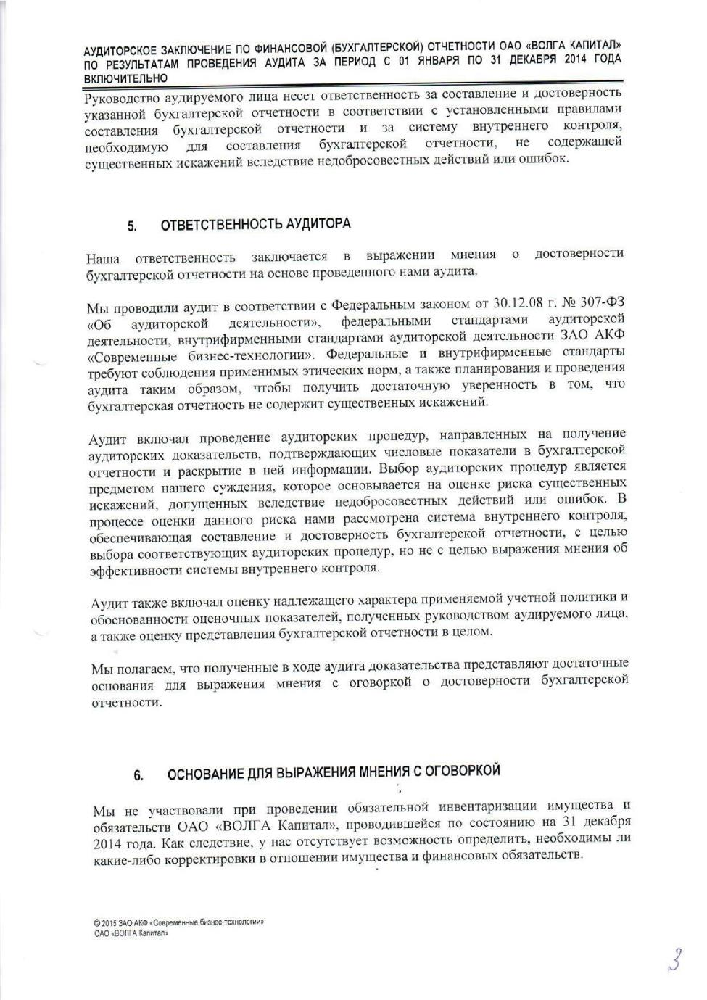 АУДИТОРСКОЕ ЗАКЛЮЧЕНИЕ ПО ФИНАНСОВОЙ (БУХГАЛТЕРСКОЙ) ОТЧЕТНОСТИ ОАО «ВОЛГА КАПИТАЛ»
ПО РЕЗУЛЬТАТАМ ПРОВЕДЕНИЯ АУДИТА ЗА ПЕРИОД С 01 ЯНВАРЯ ПО 31 ДЕКАБРЯ 2014 ГОДА
ВКЛЮЧИТЕЛЬНО
Руководство аудируемого лица несет ответственность за составление и достоверность
указанной бухгалтерской отчетности в соответствии с установленными правилами
составления бухгалтерской отчетности и за систему внутреннего контроля,
необходимую для составления бухгалтерской отчетности, не содержащей
существенных искажений вследствие недобросовестных действий или ошибок.
5. ОТВЕТСТВЕННОСТЬ АУДИТОРА
Наша ответственность заключается в выражении мнения о достоверности
бухгалтерской отчетности на основе проведенного нами аудита.
Мы проводили аудит в соответствии с Федеральным законом от 30.12.08 г. № 307-ФЗ
«Об аудиторской деятельности», федеральными стандартами аудиторской
деятельности, внутрифирменными стандартами аудиторской деятельности ЗАО АКФ
«Современные бизнес-технологии». Федеральные и внутрифирменные стандарты
требуют соблюдения применимых этических норм, а также планирования и проведения
аудита таким образом, чтобы получить достаточную уверенность в том, что
бухгалтерская отчетность не содержит существенных искажений.
Аудит включал проведение аудиторских процедур, направленных на получение
аудиторских доказательств, подтверждающих числовые показатели в бухгалтерской
отчетности и раскрытие в ней информации. Выбор аудиторских процедур является
предметом нашего суждения, которое основывается на оценке риска существенных
искажений, допущенных вследствие недобросовестных действий или ошибок. В
процессе оценки данного риска нами рассмотрена система внутреннего контроля,
обеспечивающая составление и достоверность бухгалтерской отчетности, с целью
выбора соответствующих аудиторских процедур, но не с целью выражения мнения об
эффективности системы внутреннего контроля.
Аудит также включал оценку надлежащего характера применяемой учетной политики и
обоснованности оценочных показателей, полученных руководством аудируемого лица,
а также оценку представления бухгалтерской отчетности в целом.
Мы полагаем, что полученные в ходе аудита доказательства представляют достаточные
основания для выражения мнения с оговоркой о достоверности бухгалтерской
отчетности.
6. ОСНОВАНИЕ ДЛЯ ВЫРАЖЕНИЯ МНЕНИЯ С ОГОВОРКОЙ
Мы не участвовали при проведении обязательной инвентаризации имущества и
обязательств ОАО «ВОЛГА Капитал», проводившейся по состоянию на 31 декабря
2014 года. Как следствие, у нас отсутствует возможность определить, необходимы ли
какие-либо корректировки в отношении имущества и финансовых обязательств.
© 2015 ЗАО АКФ «Современные бизнес-технологии»
ОАО «ВОЛГА Капитал»
3